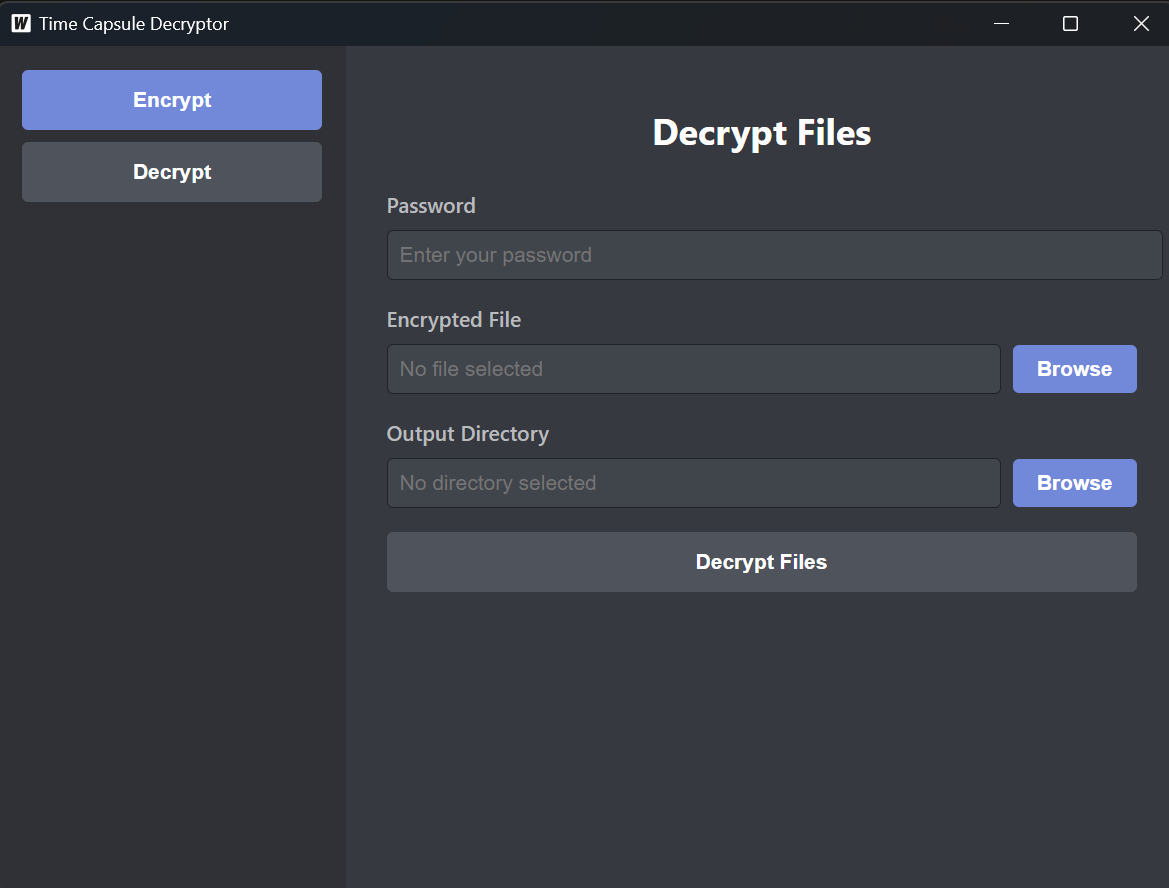 W Time Capsule Decryptor
Encrypt
Decrypt
Decrypt Files
Password
Enter your password
Encrypted File
No file selected
Browse
Output Directory
No directory selected
Browse
Decrypt Files